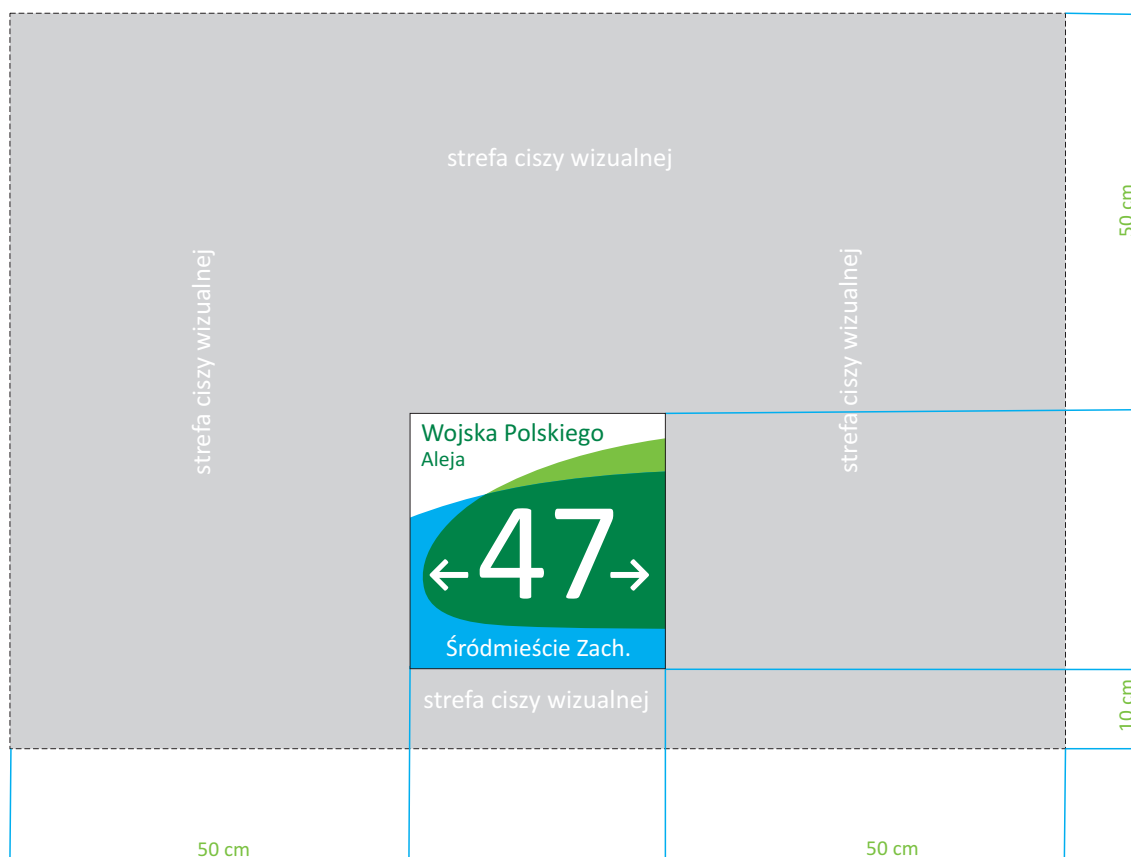 strefa ciszy wizualnej
50 cm
strefa ciszy wizualnej
strefa ciszy wizualnej
Wojska Polskiego
Aleja
←47→
Śródmieście Zach.
strefa ciszy wizualnej
10 cm
50 cm
50 cm